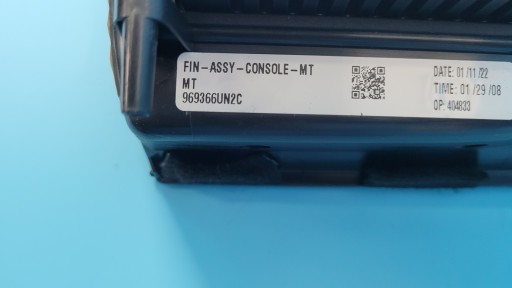 FIN-ASSY-CONSOLE-MT
MT
969366UN2C
DATE: 01/11/22
TIME: 01/29/08
OP: 404833